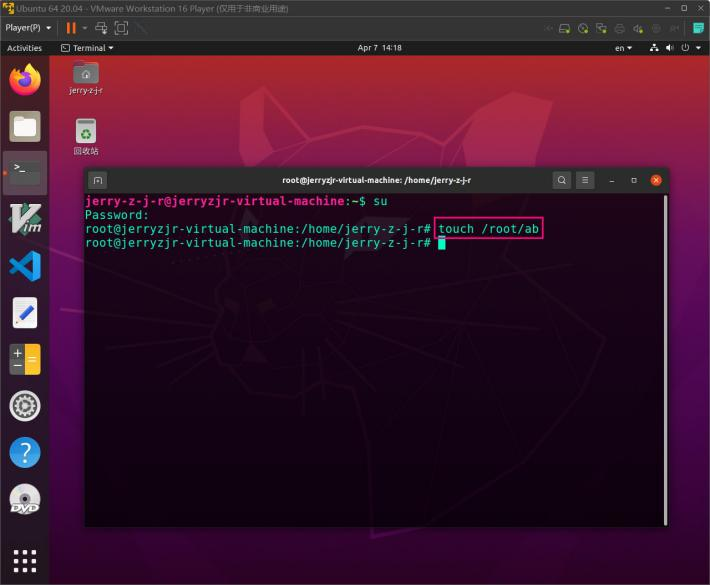 Ubuntu 64 20.04 - VMware Workstation 16 Player (仅用于非商业用途)
Player(P)
Activities
Terminal
Apr 7 14:18
en
jerry-z-j-r
回收站
root@jerryzjr-virtual-machine: /home/jerry-z-j-r
jerry-z-j-r@jerryzjr-virtual-machine:~$ su
Password:
root@jerryzjr-virtual-machine:/home/jerry-z-j-r# touch /root/ab
root@jerryzjr-virtual-machine:/home/jerry-z-j-r#
Vim
DVD